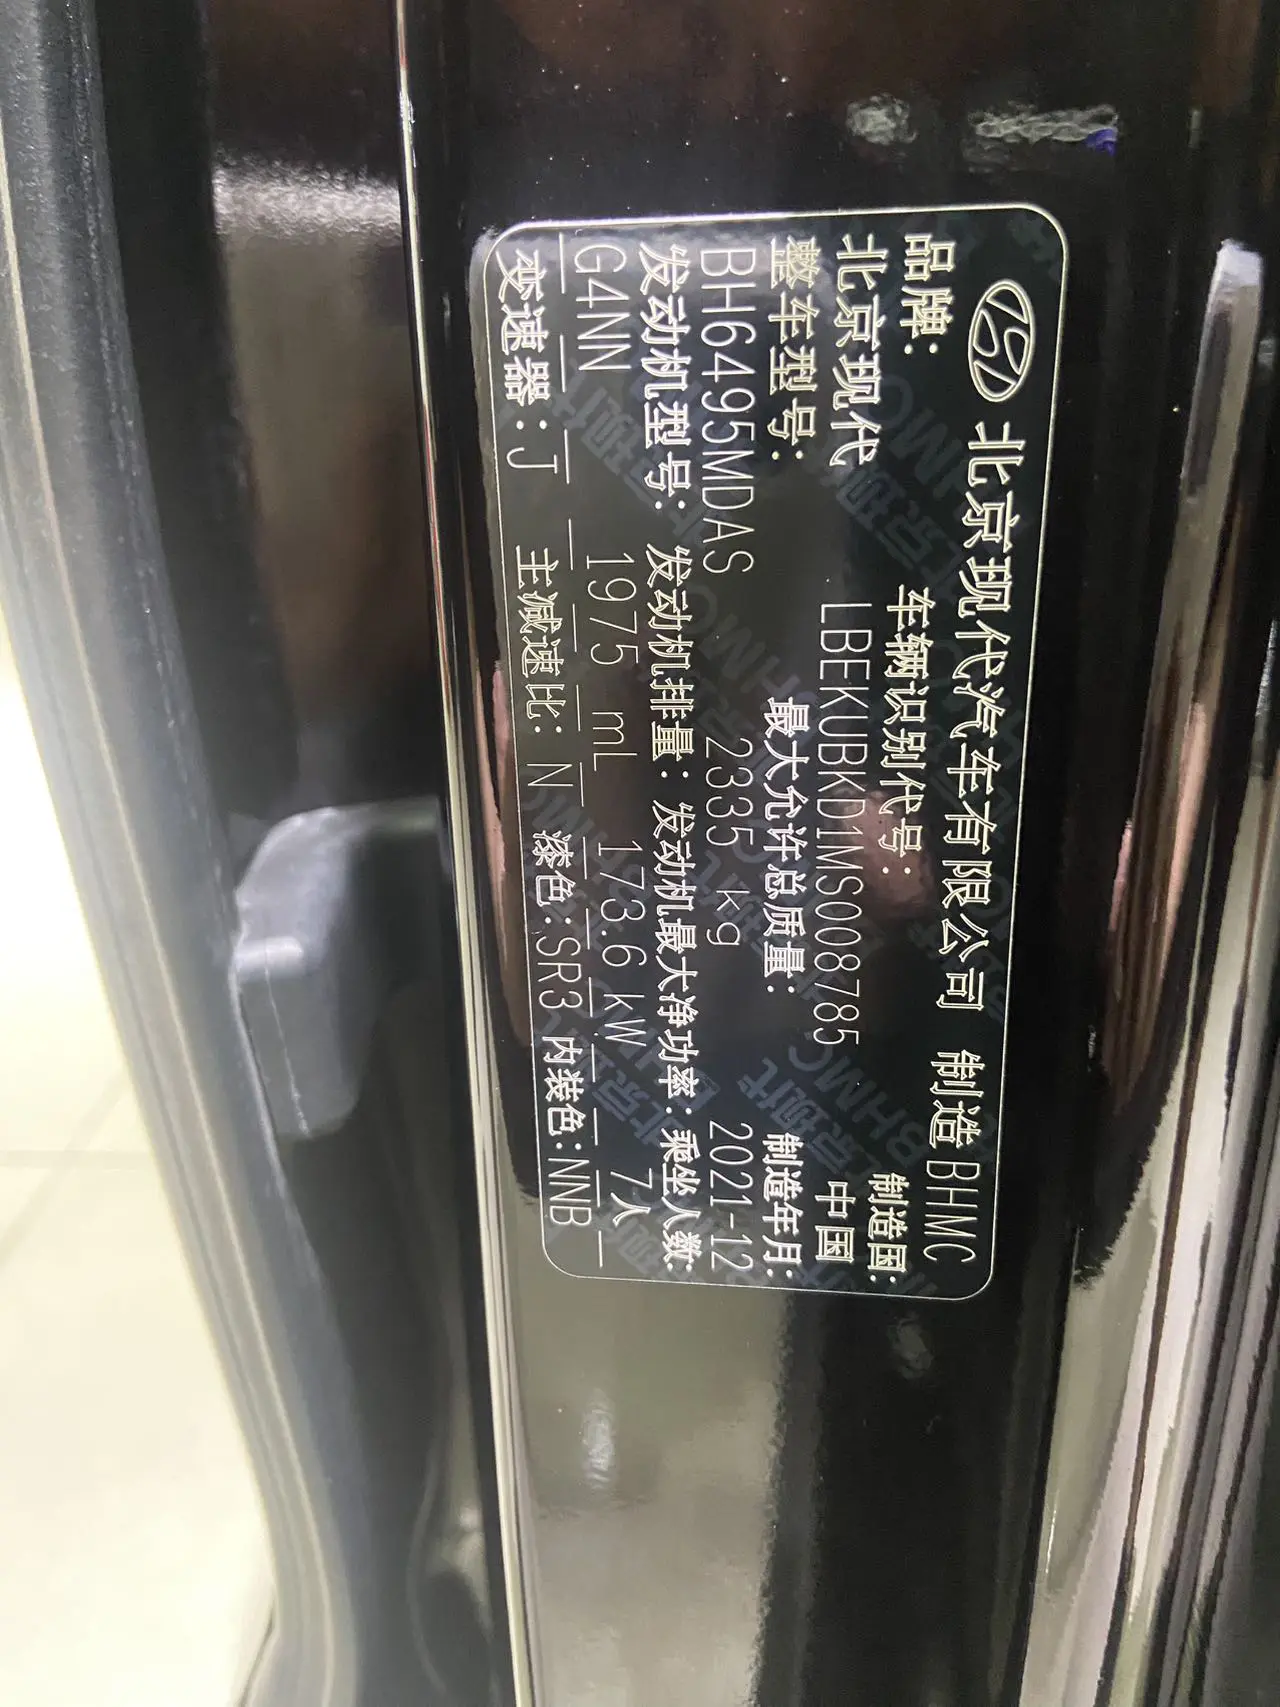 北京现代汽车有限公司 制造 BHMC
品牌: 车辆识别代号: 制造国:
北京现代 LBEKUBKD1MS008785 中国
整车型号: 最大允许总质量: 制造年月:
BH6495MDAS 2335 kg 2021-12
发动机型号: 发动机排量: 发动机最大净功率: 乘坐人数:
G4NN 1975 mL 173.6 kW 7人
变速器: J 主减速比: N 漆色: SR3 内装色: NNB